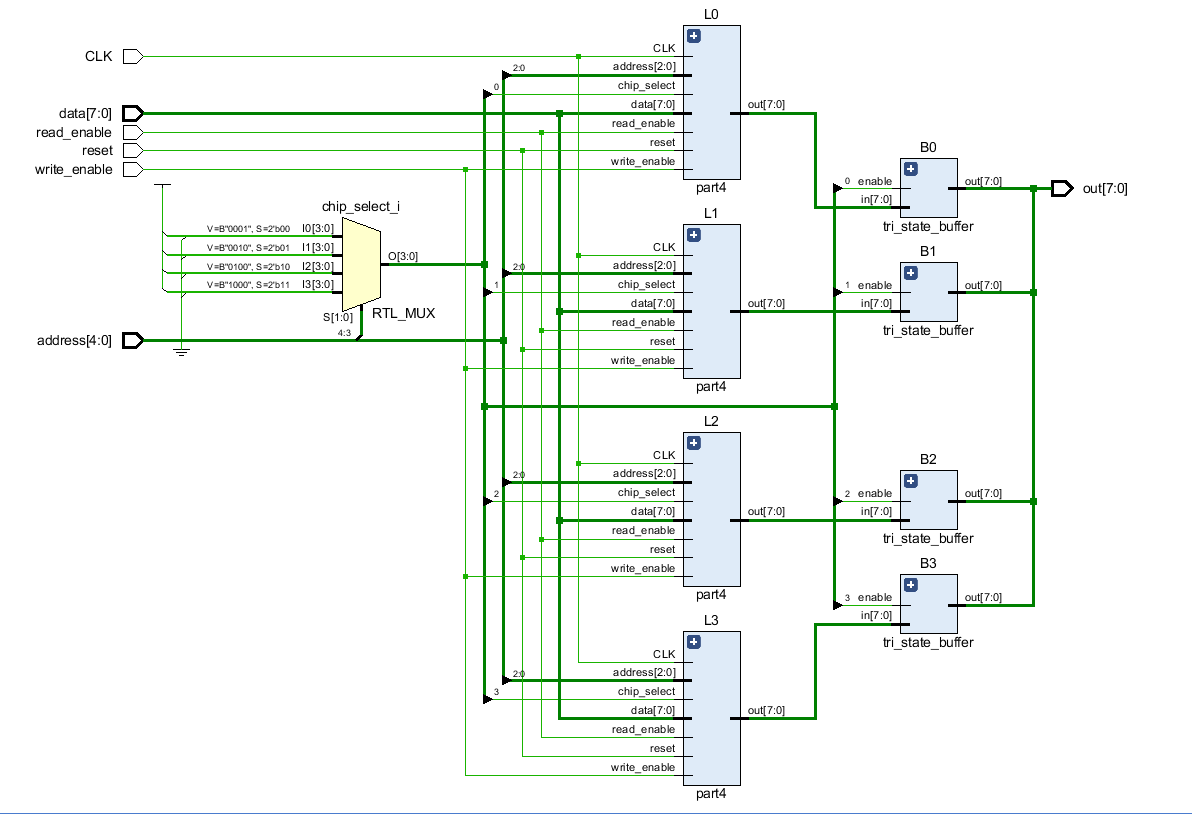 L0
CLK
CLK
2:0
address[2:0]
0
chip_select
data[7:0]
data[7:0]
out[7:0]
read_enable
read_enable
reset
reset
write_enable
write_enable
part4
B0
0
enable
out[7:0]
out[7:0]
in[7:0]
tri_state_buffer
chip_select_i
V=B"0001", S=2'b00
I0[3:0]
V=B"0010", S=2'b01
I1[3:0]
V=B"0100", S=2'b10
I2[3:0]
V=B"1000", S=2'b11
I3[3:0]
O[3:0]
S[1:0]
RTL_MUX
4:3
address[4:0]
L1
CLK
2:0
address[2:0]
1
chip_select
data[7:0]
out[7:0]
read_enable
reset
write_enable
part4
B1
1
enable
out[7:0]
in[7:0]
tri_state_buffer
L2
CLK
2:0
address[2:0]
2
chip_select
data[7:0]
out[7:0]
read_enable
reset
write_enable
part4
B2
2
enable
out[7:0]
in[7:0]
tri_state_buffer
B3
3
enable
out[7:0]
in[7:0]
tri_state_buffer
L3
CLK
2:0
address[2:0]
3
chip_select
data[7:0]
out[7:0]
read_enable
reset
write_enable
part4